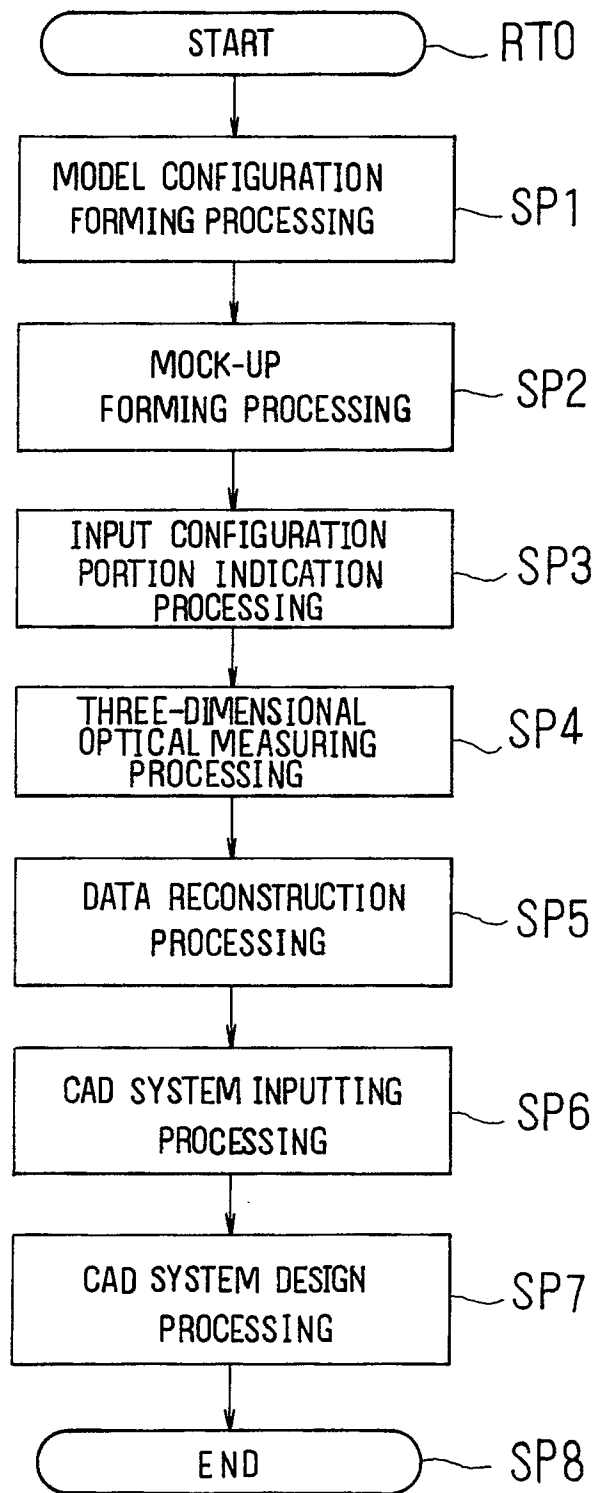 START
RT0
MODEL CONFIGURATION
FORMING PROCESSING
SP1
MOCK-UP
FORMING PROCESSING
SP2
INPUT CONFIGURATION
PORTION INDICATION
PROCESSING
SP3
THREE-DIMENSIONAL
OPTICAL MEASURING
PROCESSING
SP4
DATA RECONSTRUCTION
PROCESSING
SP5
CAD SYSTEM INPUTTING
PROCESSING
SP6
CAD SYSTEM DESIGN
PROCESSING
SP7
END
SP8